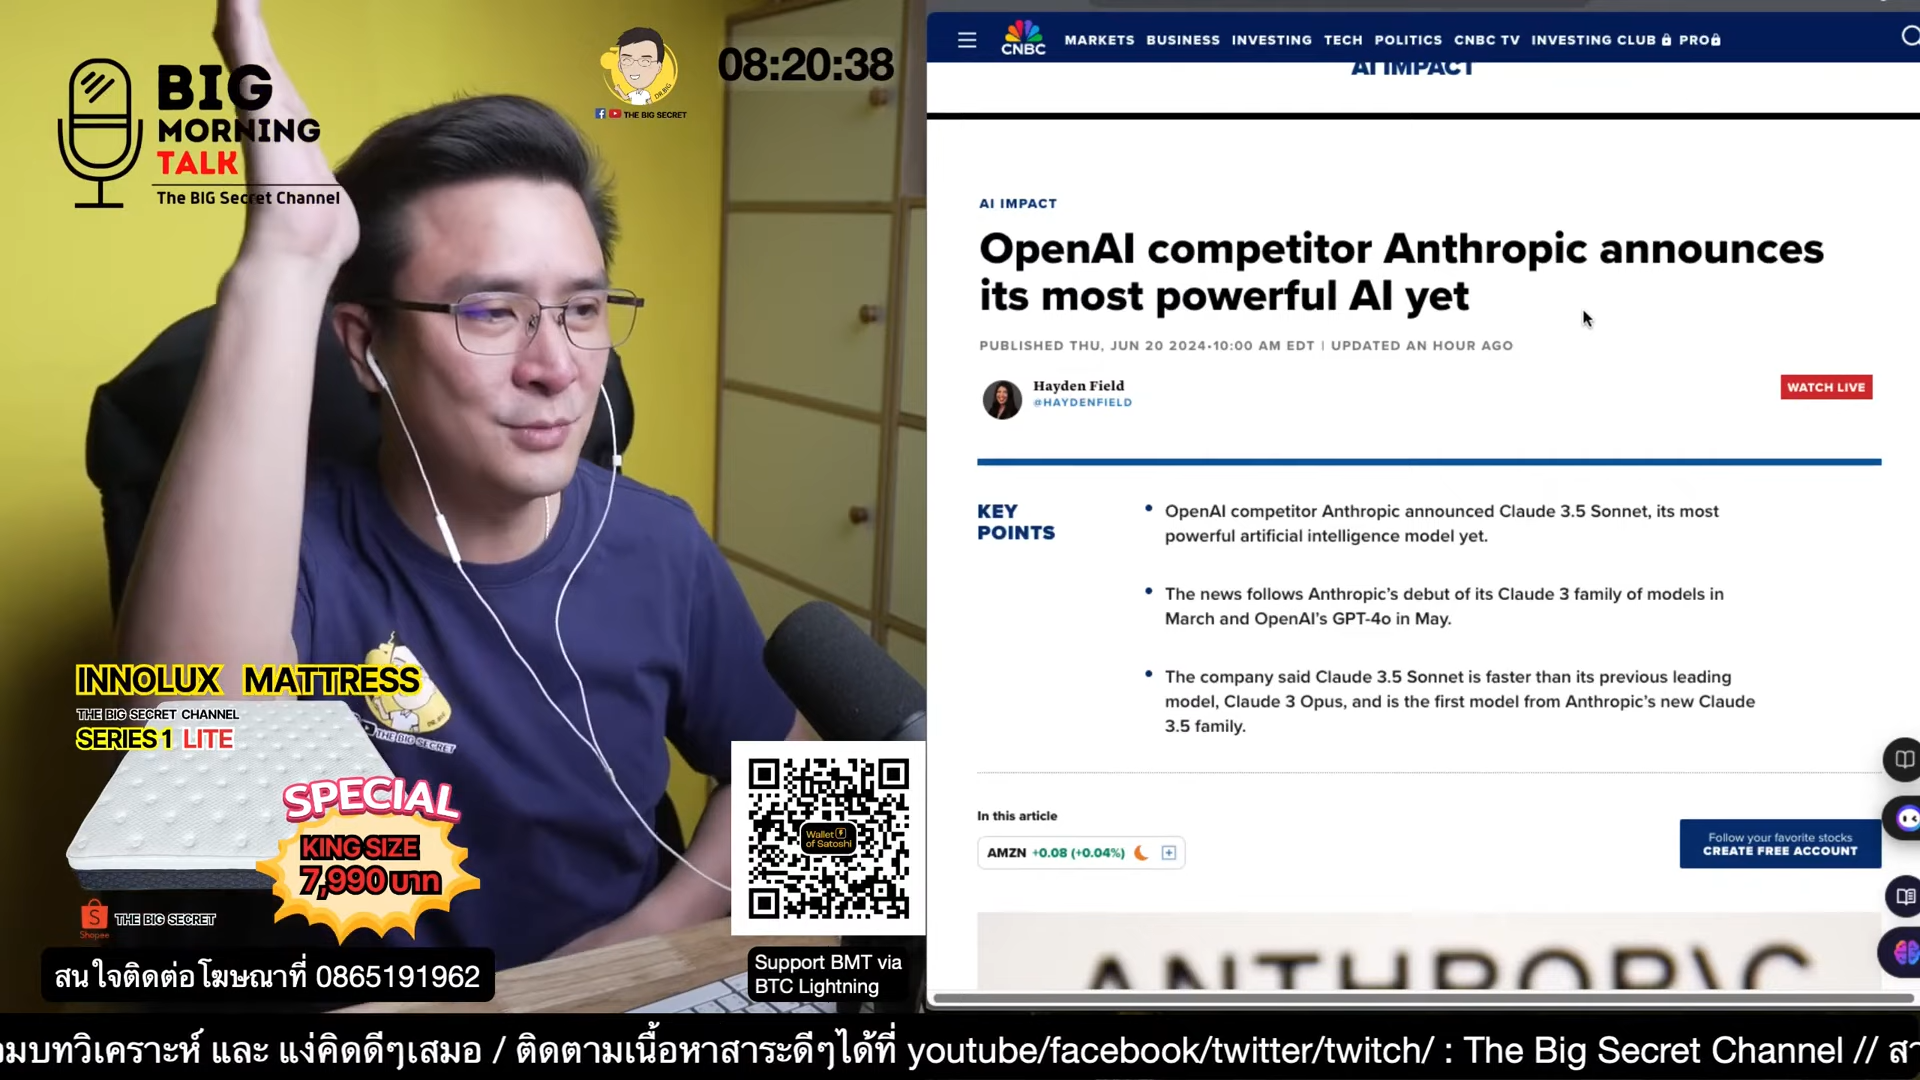 BIG
MORNING
TALK
The BIG Secret Channel
DR.BIG
THE BIG SECRET
08:20:38
CNBC
MARKETS BUSINESS INVESTING TECH POLITICS CNBC TV INVESTING CLUB PRO
AI IMPACT
AI IMPACT
OpenAI competitor Anthropic announces
its most powerful AI yet
PUBLISHED THU, JUN 20 2024•10:00 AM EDT | UPDATED AN HOUR AGO
Hayden Field
@HAYDENFIELD
WATCH LIVE
KEY
POINTS
• OpenAI competitor Anthropic announced Claude 3.5 Sonnet, its most
powerful artificial intelligence model yet.
• The news follows Anthropic’s debut of its Claude 3 family of models in
March and OpenAI’s GPT-4o in May.
• The company said Claude 3.5 Sonnet is faster than its previous leading
model, Claude 3 Opus, and is the first model from Anthropic’s new Claude
3.5 family.
In this article
AMZN +0.08 (+0.04%)
Follow your favorite stocks
CREATE FREE ACCOUNT
ANTHROP\C
INNOLUX MATTRESS
THE BIG SECRET CHANNEL
SERIES 1 LITE
SPECIAL
KING SIZE
7,990 บาท
Shopee
THE BIG SECRET
THE BIG SECRET
สนใจติดต่อโฆษณาที่ 0865191962
Wallet
of Satoshi
Support BMT via
BTC Lightning
มบทวิเคราะห์ และ แง่คิดดีๆเสมอ / ติดตามเนื้อหาสาระดีๆได้ที่ youtube/facebook/twitter/twitch/ : The Big Secret Channel //